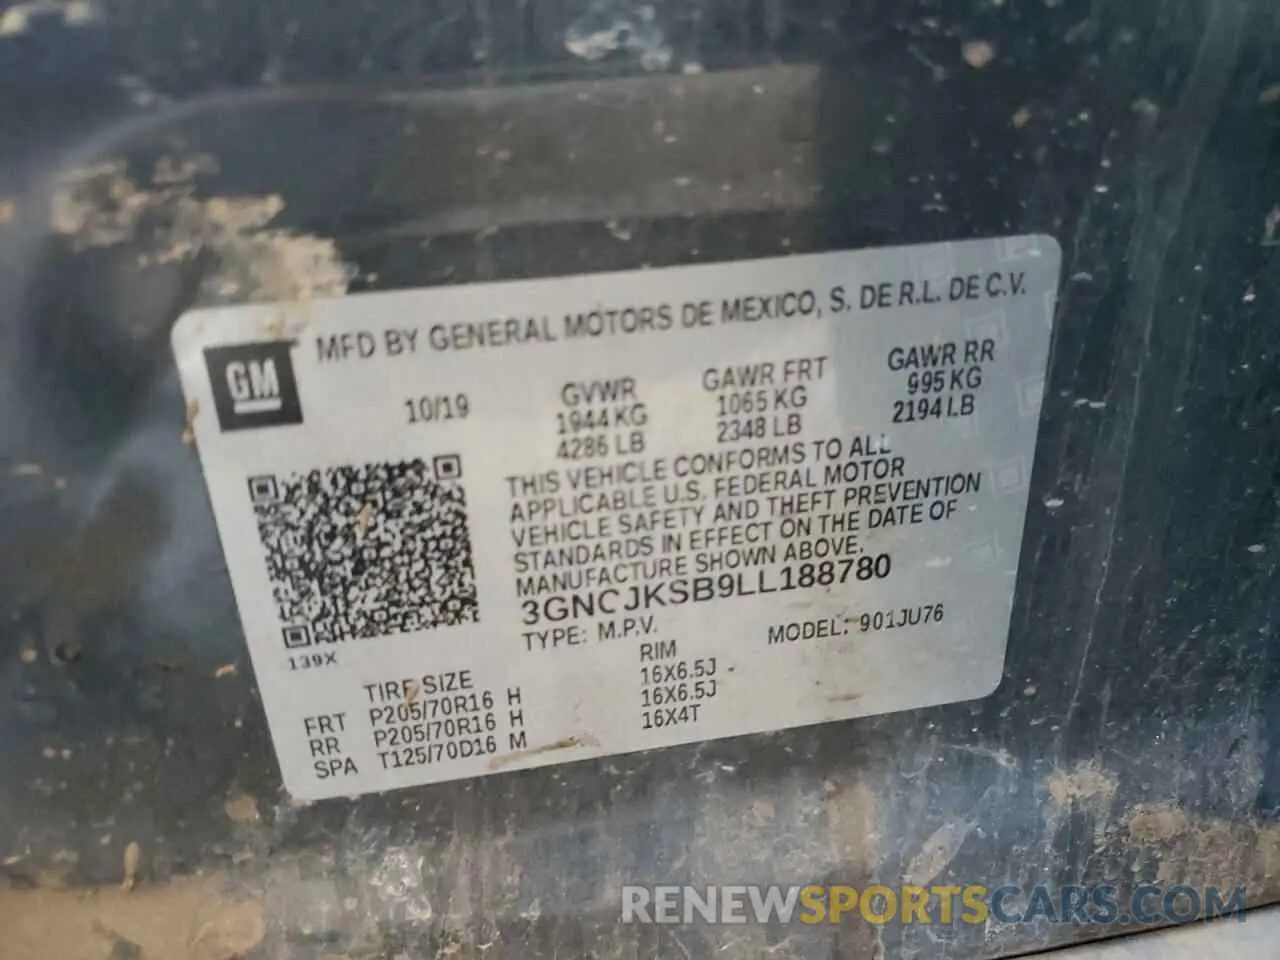 GM
MFD BY GENERAL MOTORS DE MEXICO, S. DE R.L. DE C.V.
10/19
GVWR
1944 KG
4286 LB
GAWR FRT
1065 KG
2348 LB
GAWR RR
995 KG
2194 LB
THIS VEHICLE CONFORMS TO ALL
APPLICABLE U.S. FEDERAL MOTOR
VEHICLE SAFETY AND THEFT PREVENTION
STANDARDS IN EFFECT ON THE DATE OF
MANUFACTURE SHOWN ABOVE.
3GNCJKSB9LL188780
TYPE: M.P.V.
MODEL: 901JU76
139X
TIRE SIZE RIM
FRT P205/70R16 H 16X6.5J
RR P205/70R16 H 16X6.5J
SPA T125/70D16 M 16X4T
RENEWSPORTSCARS.COM